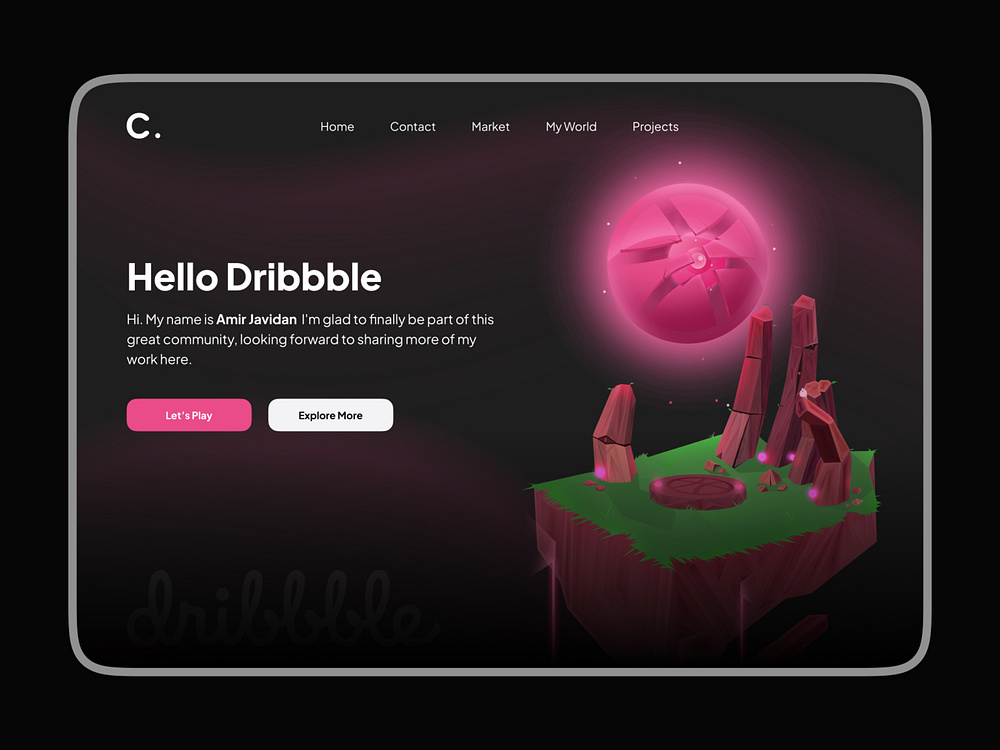 C.
Home Contact Market My World Projects
Hello Dribbble
Hi. My name is Amir Javidan I'm glad to finally be part of this
great community, looking forward to sharing more of my
work here.
Let's Play Explore More
dribbble